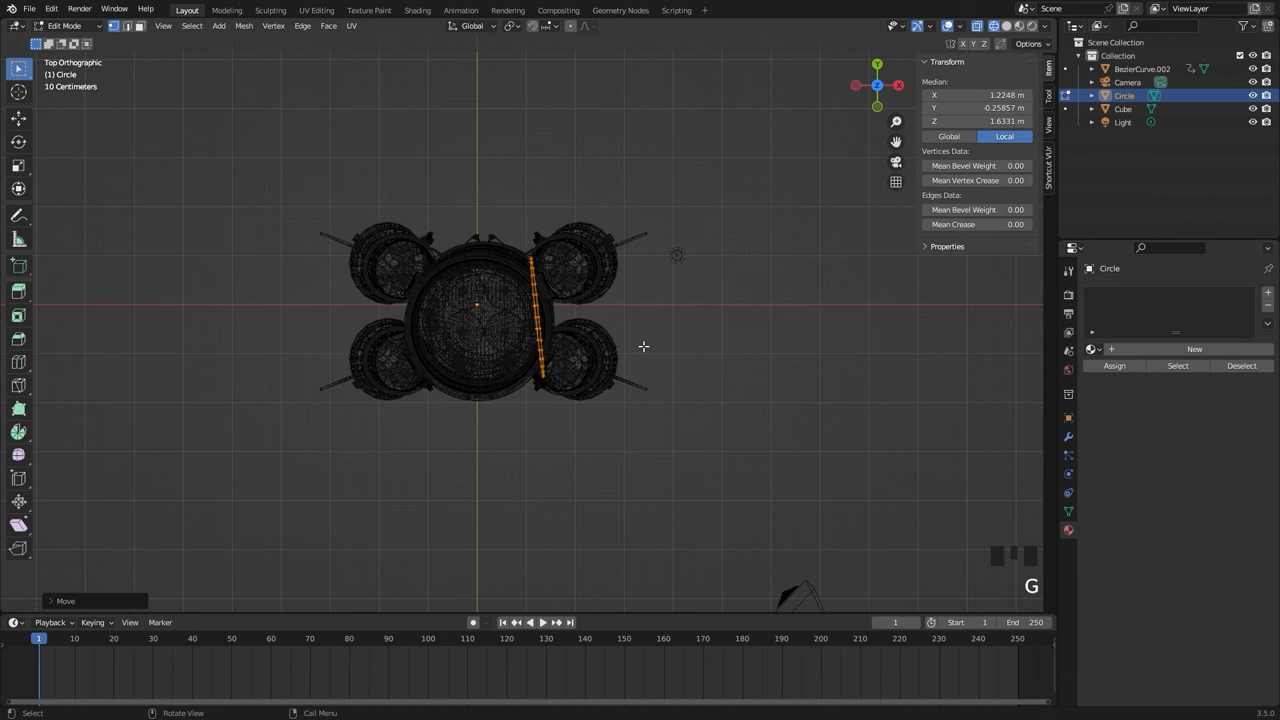 File Edit Render Window Help Layout Modeling Sculpting UV Editing Texture Paint Shading Animation Rendering Compositing Geometry Nodes Scripting Scene ViewLayer
Edit Mode View Select Add Mesh Vertex Edge Face UV Global
X Y Z Options
Top Orthographic
(1) Circle
10 Centimeters
Y
Z
X
Transform
Median:
X 1.2248 m
Y -0.25857 m
Z 1.6331 m
Global Local
Vertices Data:
Mean Bevel Weight 0.00
Mean Vertex Crease 0.00
Edges Data:
Mean Bevel Weight 0.00
Mean Crease 0.00
Properties
Item
Tool
View
Shortcut VUr
Scene Collection
Collection
BezierCurve.002
Camera
Circle
Cube
Light
Circle
New
Assign Select Deselect
G
Move
Playback Keying View Marker 1 Start 1 End 250
1 10 20 30 40 50 60 70 80 90 100 110 120 130 140 150 160 170 180 190 200 210 220 230 240 250
Select Rotate View Call Menu 3.5.0